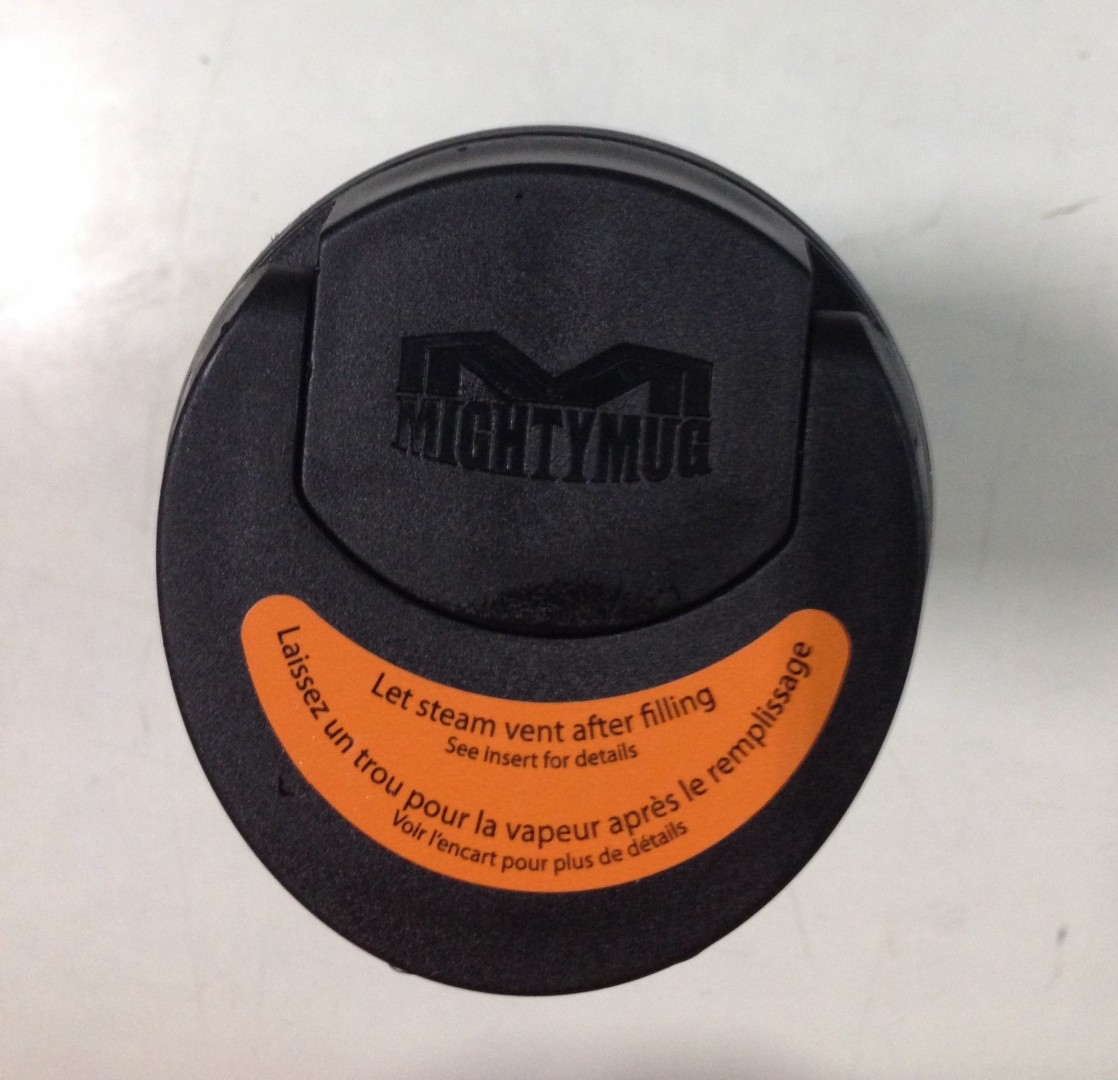 MIGHTYMUG
Let steam vent after filling
See insert for details
Laissez un trou pour la vapeur après le remplissage
Voir l'encart pour plus de détails